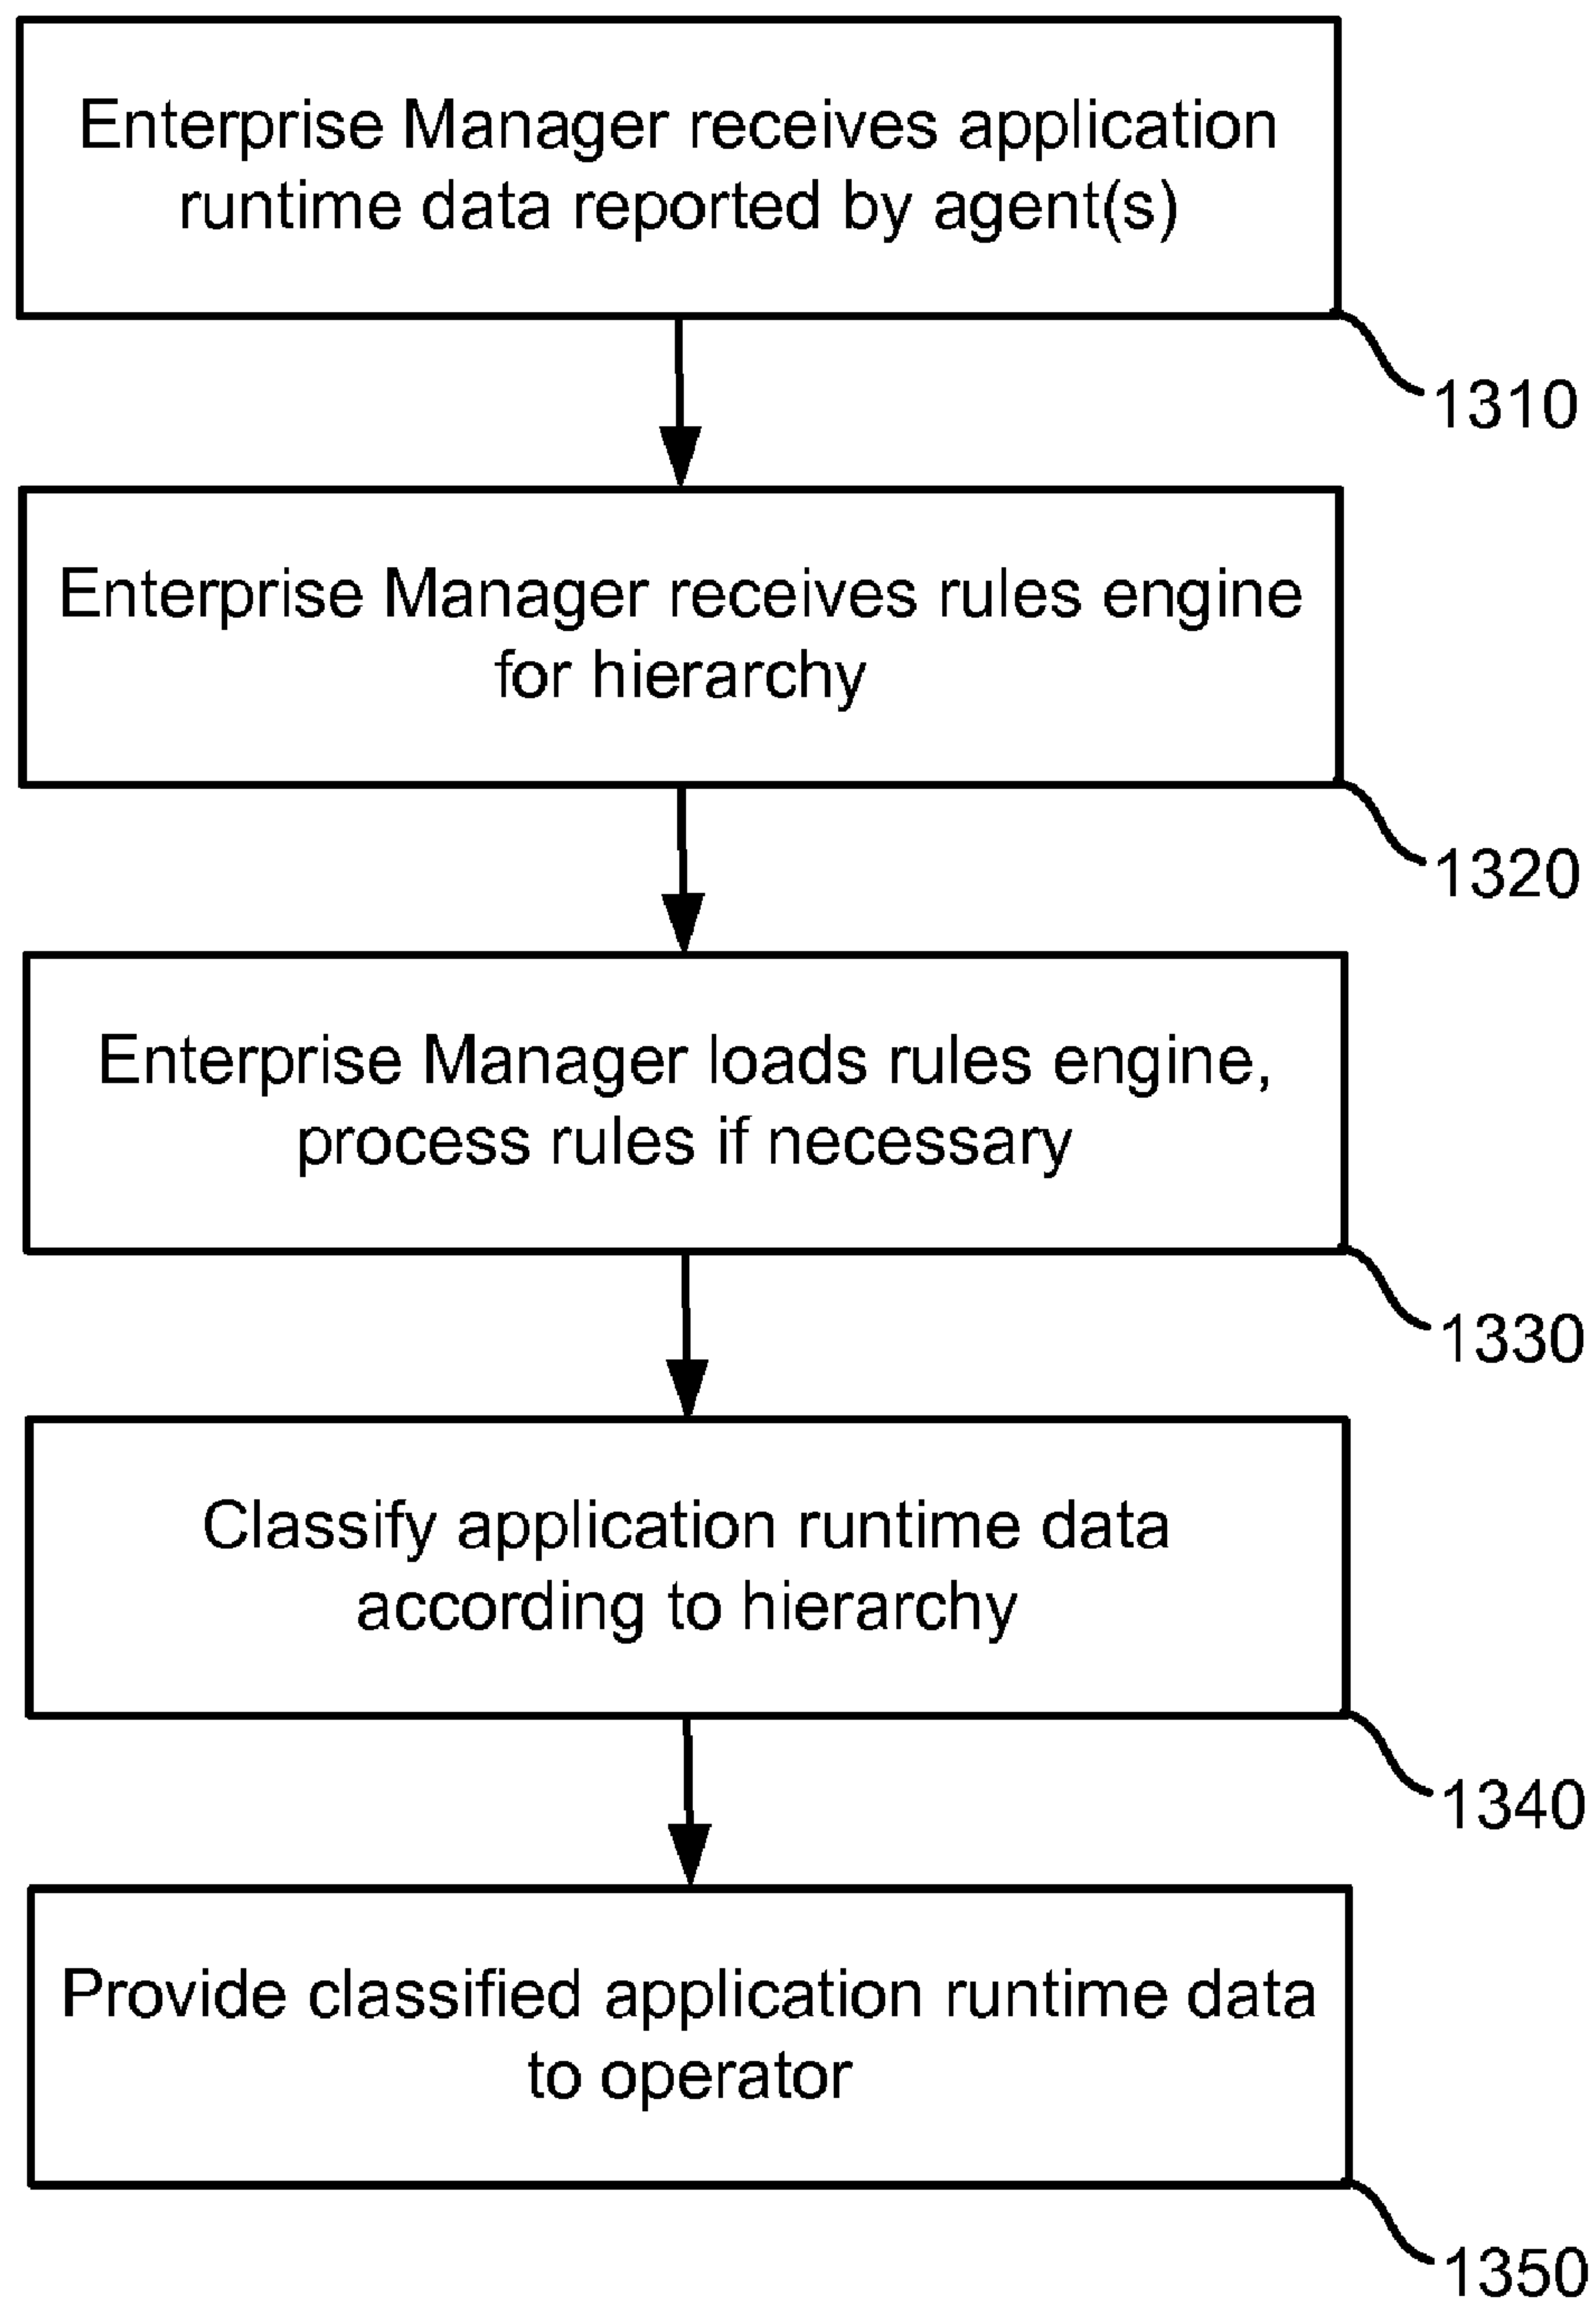 Enterprise Manager receives application
runtime data reported by agent(s)
1310
Enterprise Manager receives rules engine
for hierarchy
1320
Enterprise Manager loads rules engine,
process rules if necessary
1330
Classify application runtime data
according to hierarchy
1340
Provide classified application runtime data
to operator
1350